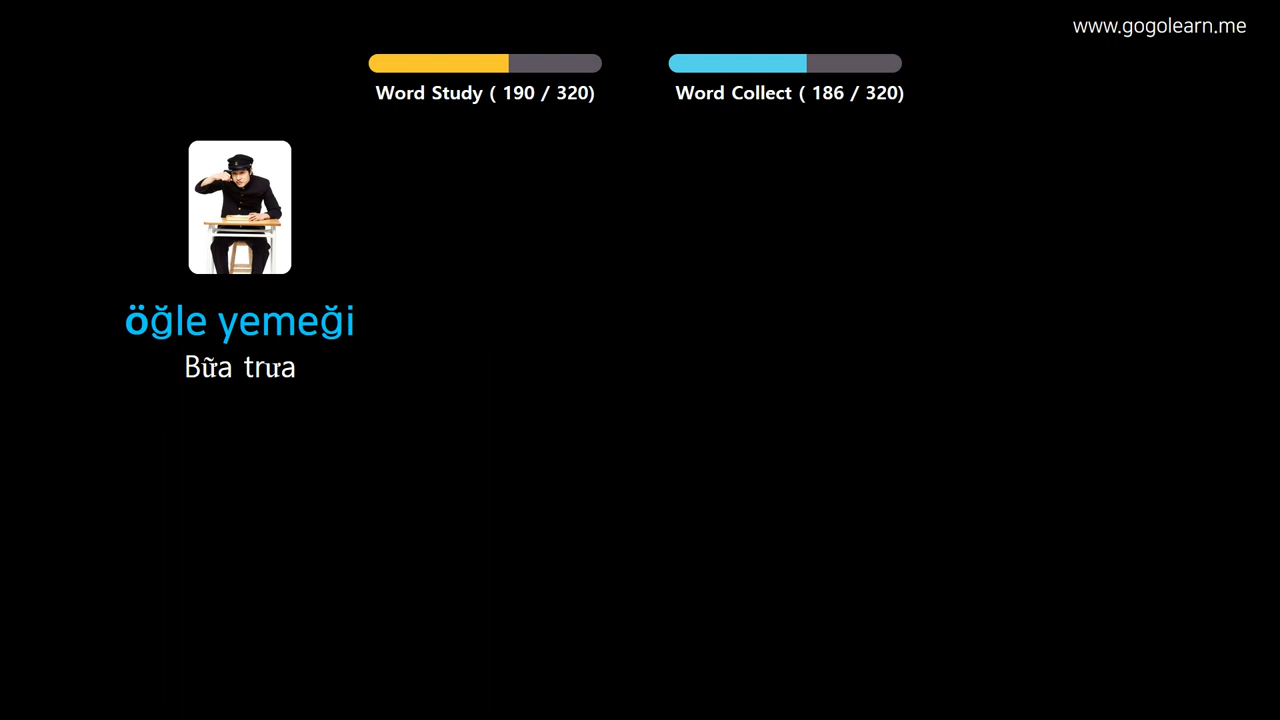 www.gogolearn.me
Word Study ( 190 / 320)
Word Collect ( 186 / 320)
öğle yemeği
Bữa trưa